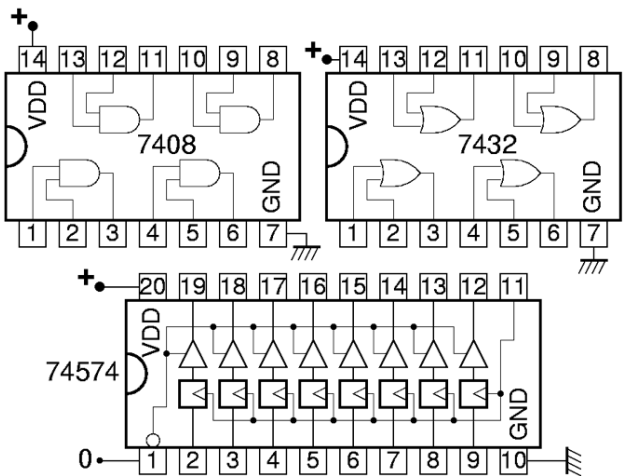 + +
14 13 12 11 10 9 8 14 13 12 11 10 9 8
VDD VDD
7408 7432
GND GND
1 2 3 4 5 6 7 1 2 3 4 5 6 7
+ 20 19 18 17 16 15 14 13 12 11
VDD
74574
GND
0 1 2 3 4 5 6 7 8 9 10